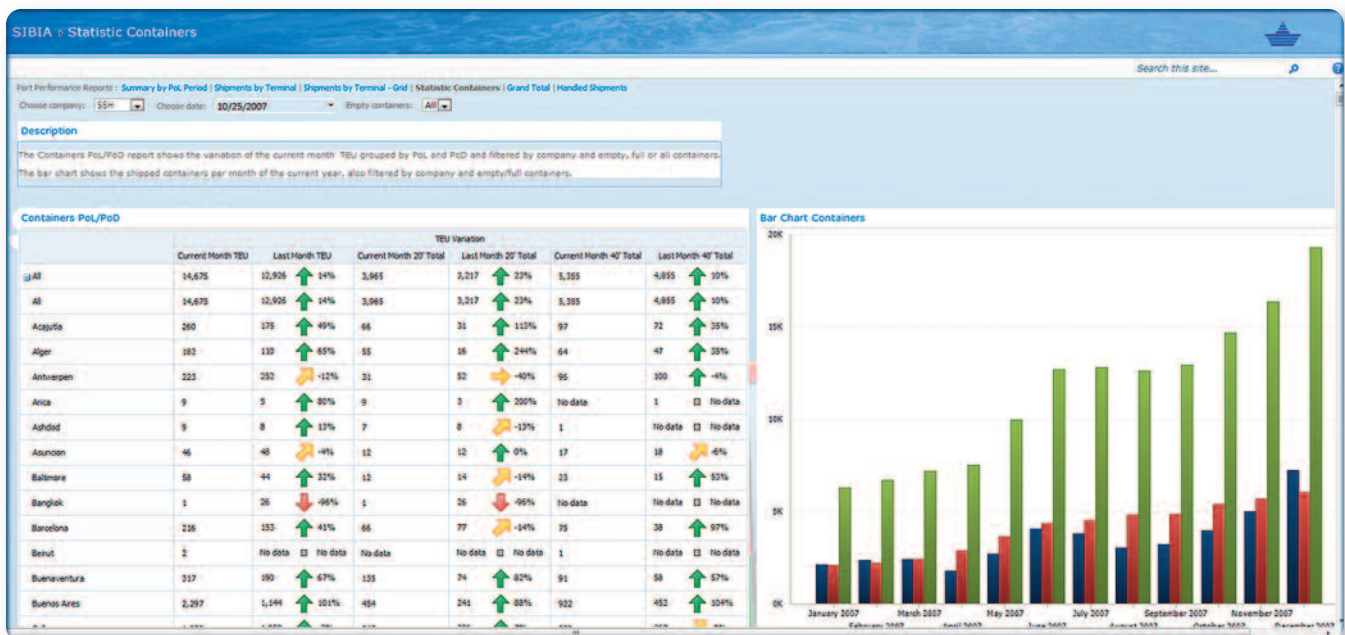 SIBIA ▹ Statistic Containers
Search this site...
Port Performance Reports : Summary by PoL Period | Shipments by Terminal | Shipments by Terminal - Grid | Statistic Containers | Grand Total | Handled Shipments
Choose company: SSH Choose date: 10/25/2007 Empty containers: All
Description
The Containers PoL/PoD report shows the variation of the current month' TEU grouped by PoL and PoD and filtered by company and empty, full or all containers.
The bar chart shows the shipped containers per month of the current year, also filtered by company and empty/full containers.
Containers PoL/PoD
TEU Variation
Current Month TEU Last Month TEU Current Month 20' Total Last Month 20' Total Current Month 40' Total Last Month 40' Total
All 14,675 12,926 14% 3,965 3,217 23% 5,355 4,855 10%
All 14,675 12,926 14% 3,965 3,217 23% 5,355 4,855 10%
Acajutla 260 175 49% 66 31 113% 97 72 35%
Alger 182 110 65% 55 16 244% 64 47 35%
Antwerpen 223 252 -12% 31 52 -40% 96 100 -4%
Arica 9 5 80% 9 3 200% No data 1 No data
Ashdod 9 8 13% 7 8 -13% 1 No data No data
Asuncion 46 48 -4% 12 12 0% 17 18 -6%
Baltimore 58 44 32% 12 14 -14% 23 15 53%
Bangkok 1 26 -96% 1 26 -96% No data No data No data
Barcelona 216 153 41% 66 77 -14% 75 38 97%
Beirut 2 No data No data No data No data No data 1 No data No data
Buenaventura 317 190 67% 135 74 82% 91 58 57%
Buenos Aires 2,297 1,144 101% 454 241 88% 922 452 104%
Bar Chart Containers
20K
15K
10K
5K
0K
January 2007 March 2007 May 2007 July 2007 September 2007 November 2007
February 2007 April 2007 June 2007 August 2007 October 2007 December 2007